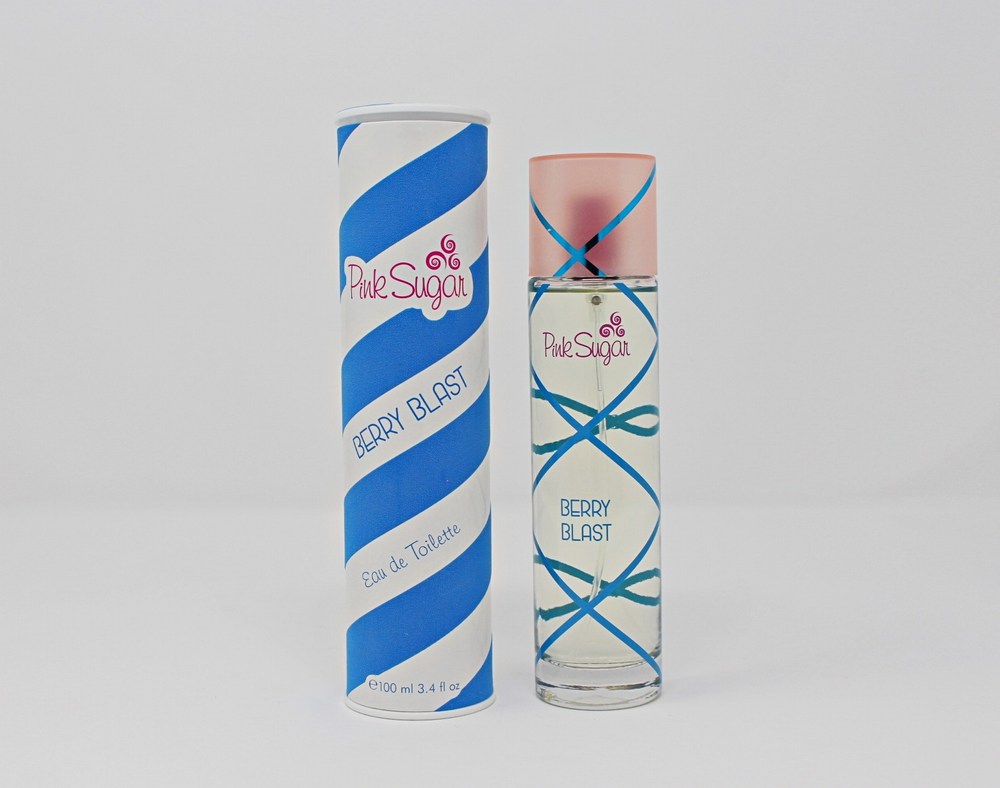 Pink Sugar
BERRY BLAST
Eau de Toilette
℮100 ml 3.4 fl oz
Pink Sugar
BERRY
BLAST